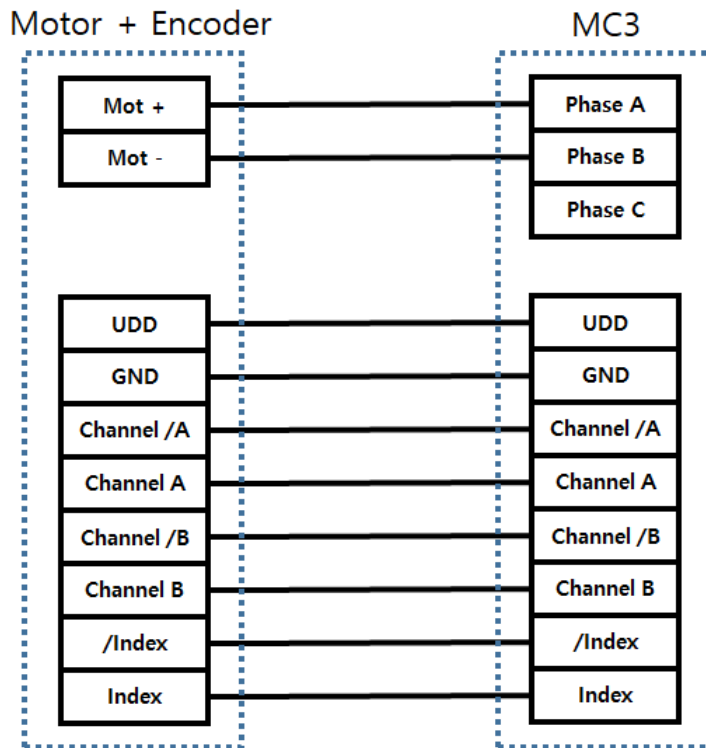 Motor + Encoder
MC3
Mot +
Phase A
Mot -
Phase B
Phase C
UDD
UDD
GND
GND
Channel /A
Channel /A
Channel A
Channel A
Channel /B
Channel /B
Channel B
Channel B
/Index
/Index
Index
Index